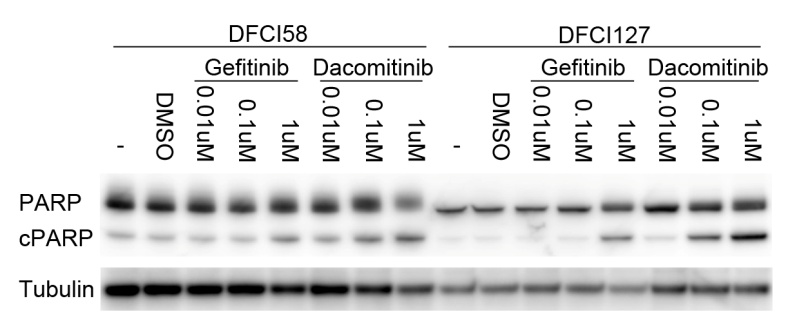 DFCI58 DFCI127
Gefitinib Dacomitinib Gefitinib Dacomitinib
- DMSO 0.01uM 0.1uM 1uM 0.01uM 0.1uM 1uM - DMSO 0.01uM 0.1uM 1uM 0.01uM 0.1uM 1uM
PARP
cPARP
Tubulin